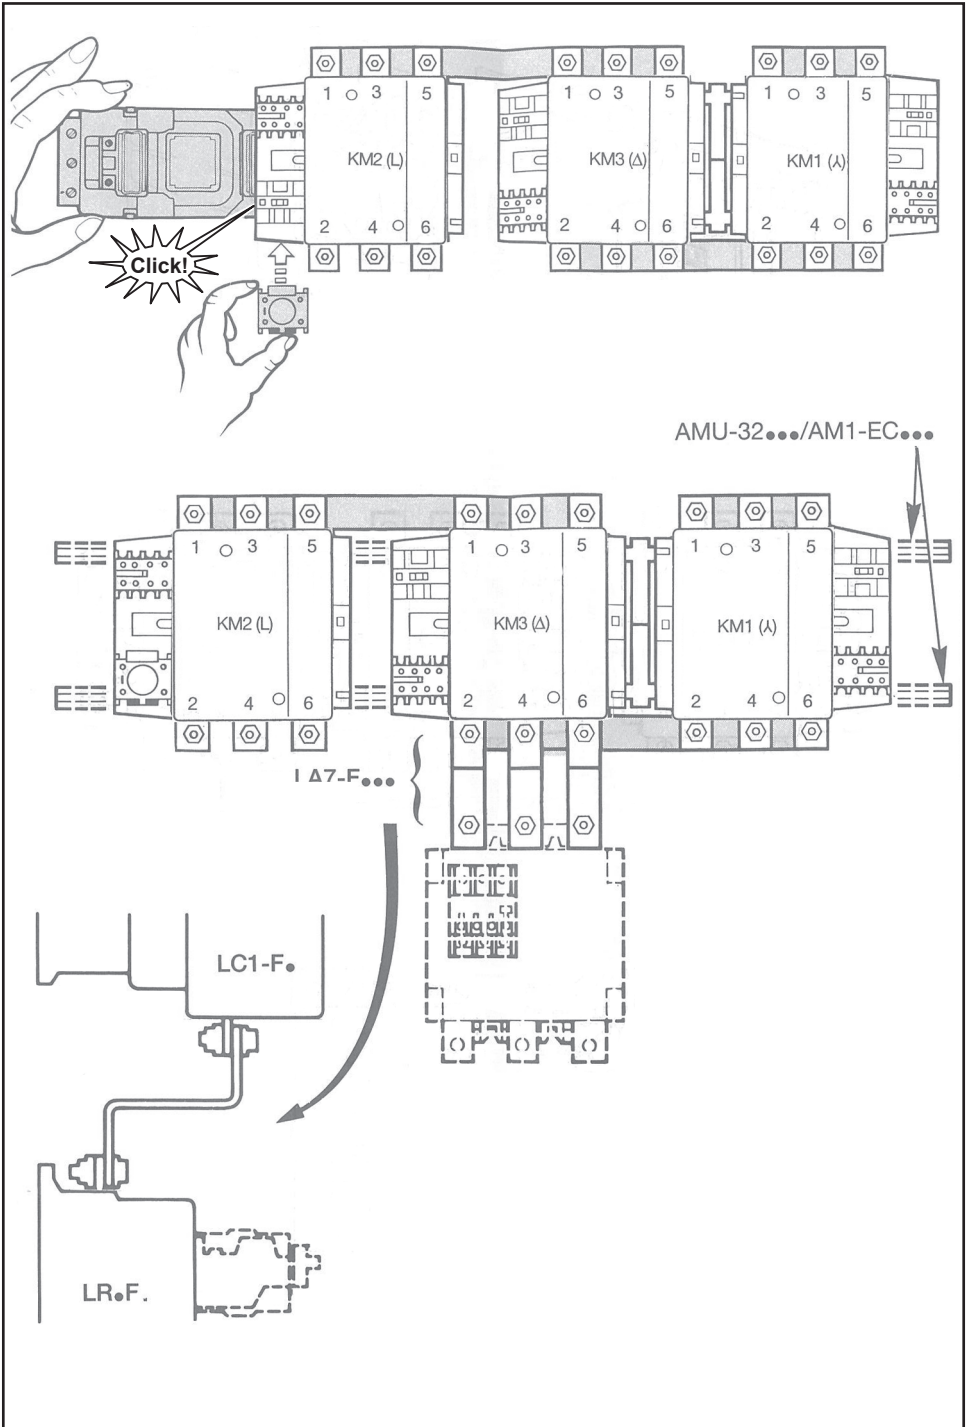 1 3 5
KM2 (L)
2 4 6
1 3 5
KM3 (Δ)
2 4 6
1 3 5
KM1 (⅄)
2 4 6
Click!
AMU-32●●●/AM1-EC●●●
1 3 5
KM2 (L)
2 4 6
1 3 5
KM3 (Δ)
2 4 6
1 3 5
KM1 (⅄)
2 4 6
LA7-F●●●
LC1-F●
LR●F.